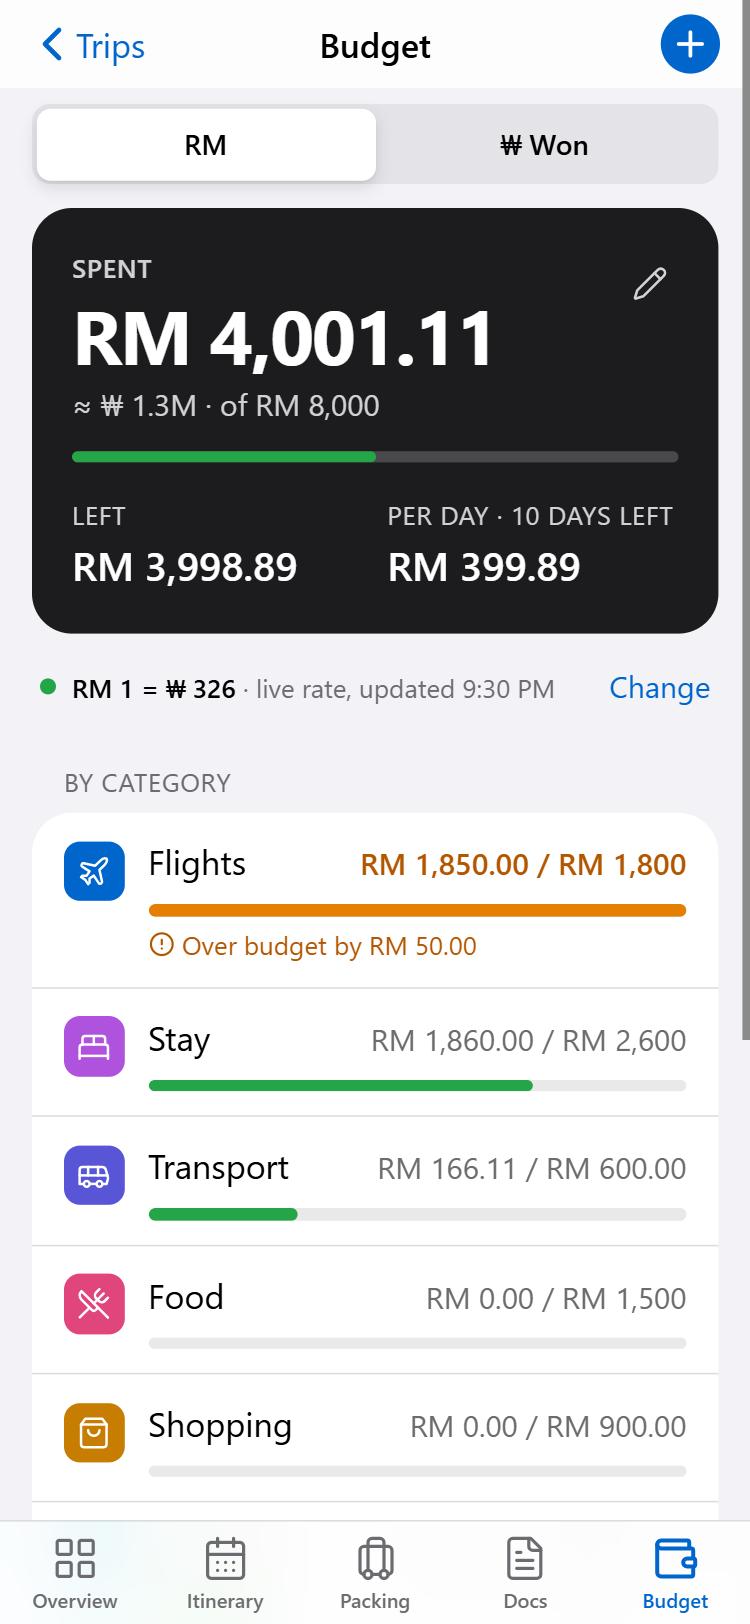 Trips
Budget
RM
₩ Won
SPENT
RM 4,001.11
≈ ₩ 1.3M · of RM 8,000
LEFT
PER DAY · 10 DAYS LEFT
RM 3,998.89
RM 399.89
RM 1 = ₩ 326 · live rate, updated 9:30 PM
Change
BY CATEGORY
Flights
RM 1,850.00 / RM 1,800
Over budget by RM 50.00
Stay
RM 1,860.00 / RM 2,600
Transport
RM 166.11 / RM 600.00
Food
RM 0.00 / RM 1,500
Shopping
RM 0.00 / RM 900.00
Overview
Itinerary
Packing
Docs
Budget